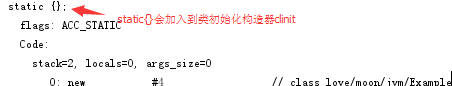 static {};
static{}会加入到类初始化构造器clinit
flags: ACC_STATIC
Code:
stack=2, locals=0, args_size=0
0: new #4 // class love/moon/jvm/Example